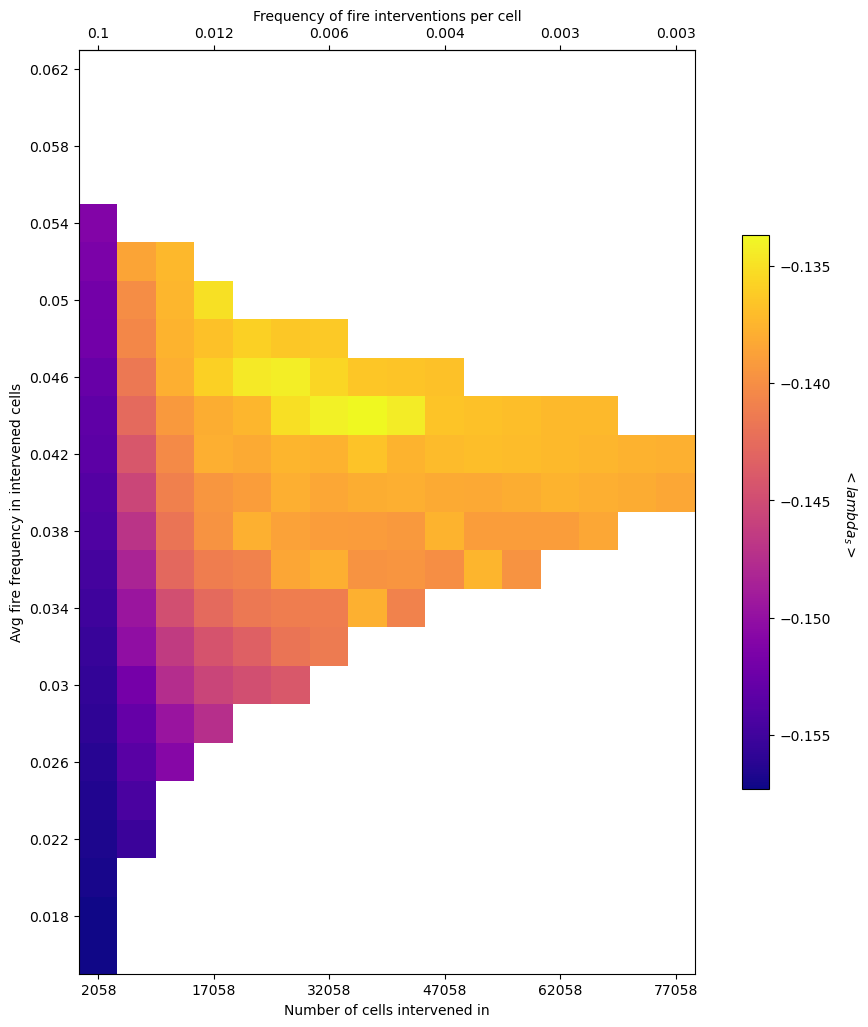 Frequency of fire interventions per cell
0.1 0.012 0.006 0.004 0.003 0.003
0.062
0.058
0.054
0.05
0.046
0.042
0.038
0.034
0.03
0.026
0.022
0.018
Avg fire frequency in intervened cells
2058 17058 32058 47058 62058 77058
Number of cells intervened in
−0.135
−0.140
−0.145
−0.150
−0.155
< lambda_s >